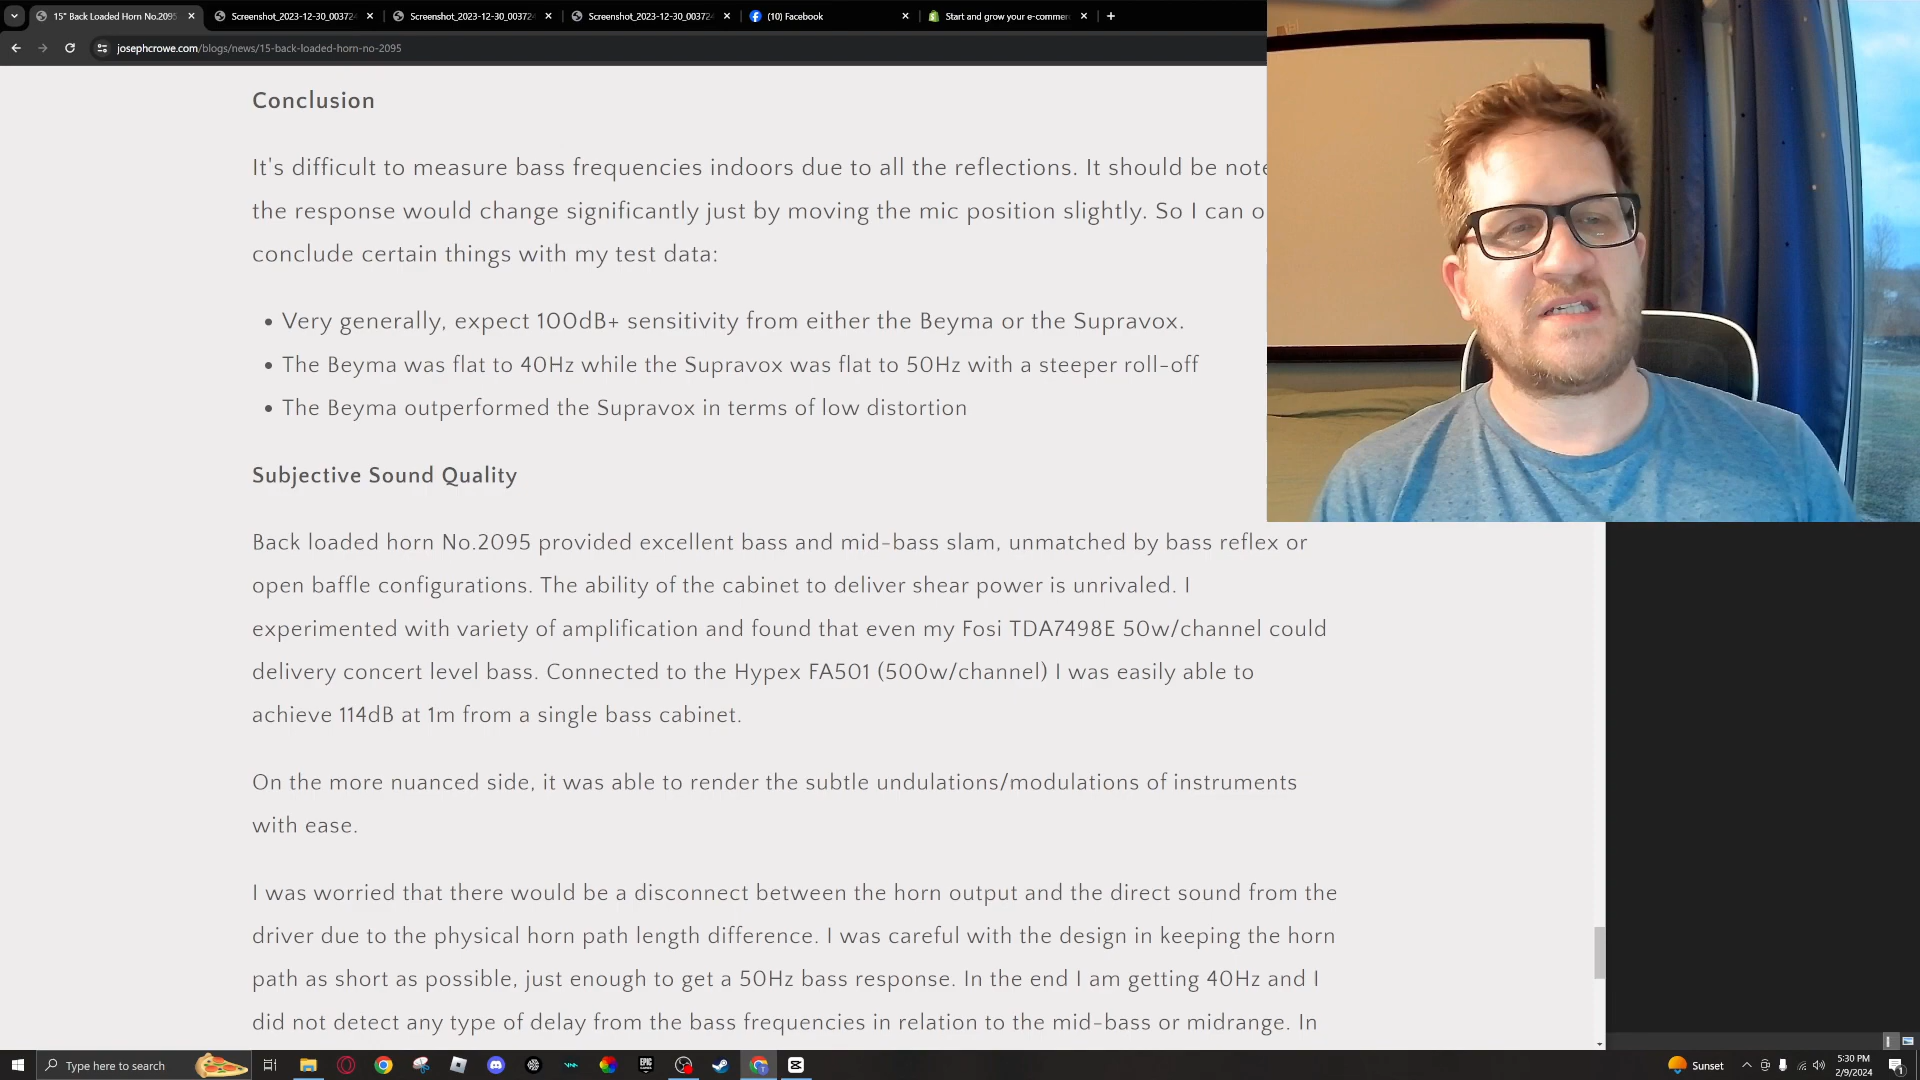 15" Back Loaded Horn No.2095
Screenshot_2023-12-30_003724
Screenshot_2023-12-30_003724
Screenshot_2023-12-30_003724
(10) Facebook
Start and grow your e-commer
josephcrowe.com/blogs/news/15-back-loaded-horn-no-2095
Conclusion
It's difficult to measure bass frequencies indoors due to all the reflections. It should be note
the response would change significantly just by moving the mic position slightly. So I can o
conclude certain things with my test data:
• Very generally, expect 100dB+ sensitivity from either the Beyma or the Supravox.
• The Beyma was flat to 40Hz while the Supravox was flat to 50Hz with a steeper roll-off
• The Beyma outperformed the Supravox in terms of low distortion
Subjective Sound Quality
Back loaded horn No.2095 provided excellent bass and mid-bass slam, unmatched by bass reflex or
open baffle configurations. The ability of the cabinet to deliver shear power is unrivaled. I
experimented with variety of amplification and found that even my Fosi TDA7498E 50w/channel could
delivery concert level bass. Connected to the Hypex FA501 (500w/channel) I was easily able to
achieve 114dB at 1m from a single bass cabinet.
On the more nuanced side, it was able to render the subtle undulations/modulations of instruments
with ease.
I was worried that there would be a disconnect between the horn output and the direct sound from the
driver due to the physical horn path length difference. I was careful with the design in keeping the horn
path as short as possible, just enough to get a 50Hz bass response. In the end I am getting 40Hz and I
did not detect any type of delay from the bass frequencies in relation to the mid-bass or midrange. In
Type here to search
Sunset
5:30 PM
2/9/2024